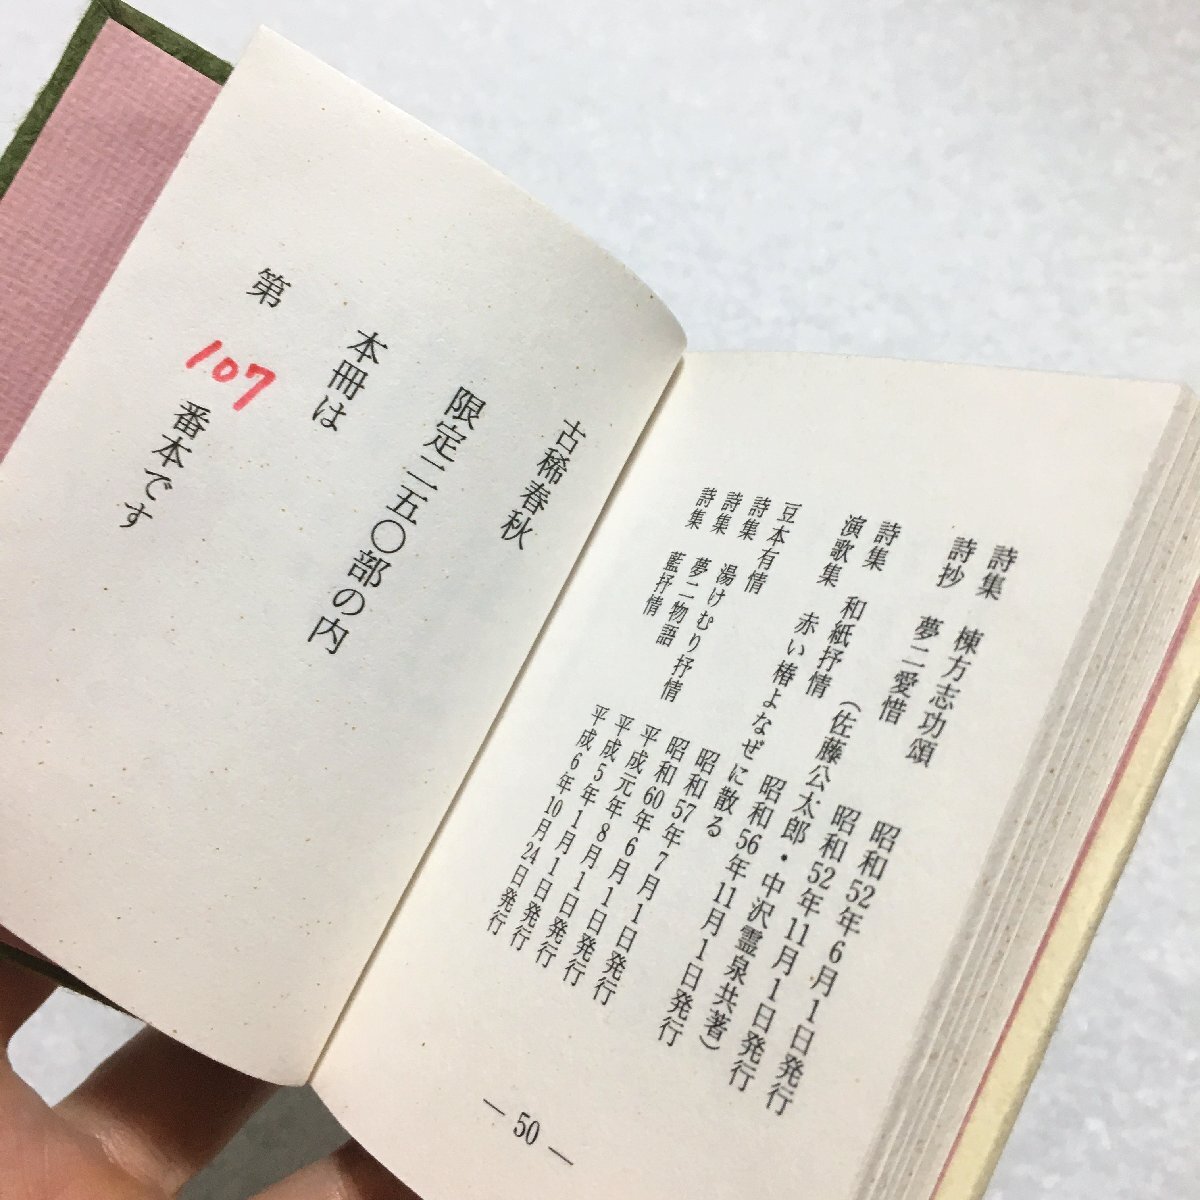 詩集　棟方志功頌　昭和52年6月1日発行
詩抄　夢二愛惜　昭和52年11月1日発行
（佐藤公太郎・中沢霊泉共著）
詩集　和紙抒情　昭和56年11月1日発行
演歌集　赤い椿よなぜに散る
昭和57年7月1日発行
豆本有情　昭和60年6月1日発行
詩集　湯けむり抒情　平成元年8月1日発行
詩集　夢二物語　平成5年1月1日発行
詩集　藍抒情　平成6年10月24日発行
— 50 —
古稀春秋
限定二五〇部の内
本冊は
第 107 番本です